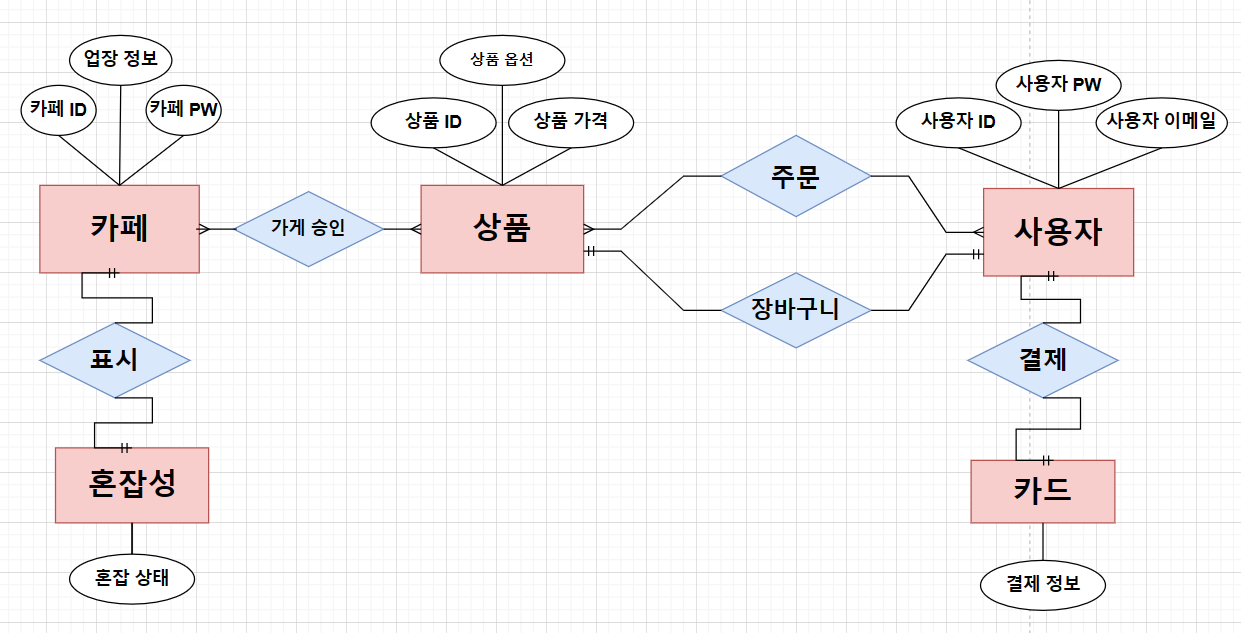 업장 정보
카페 ID
카페 PW
상품 옵션
상품 ID
상품 가격
사용자 PW
사용자 ID
사용자 이메일
카페
가게 승인
상품
주문
사용자
장바구니
표시
결제
혼잡성
카드
혼잡 상태
결제 정보